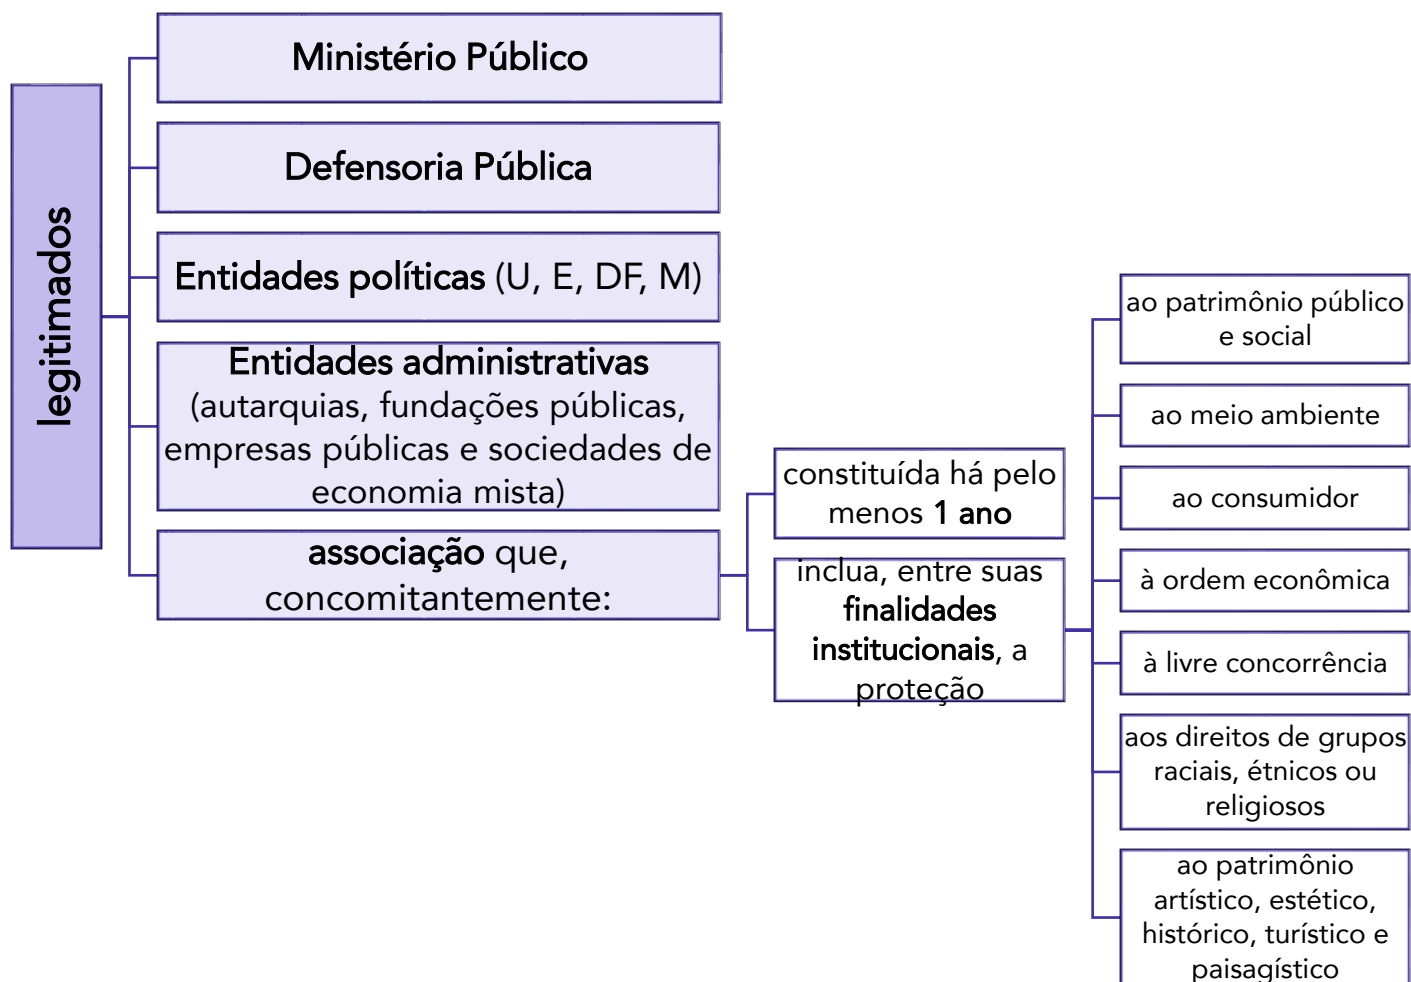 legitimados
Ministério Público
Defensoria Pública
Entidades políticas (U, E, DF, M)
Entidades administrativas
(autarquias, fundações públicas,
empresas públicas e sociedades de
economia mista)
associação que,
concomitantemente:
constituída há pelo
menos 1 ano
inclua, entre suas
finalidades
institucionais, a
proteção
ao patrimônio público
e social
ao meio ambiente
ao consumidor
à ordem econômica
à livre concorrência
aos direitos de grupos
raciais, étnicos ou
religiosos
ao patrimônio
artístico, estético,
histórico, turístico e
paisagístico